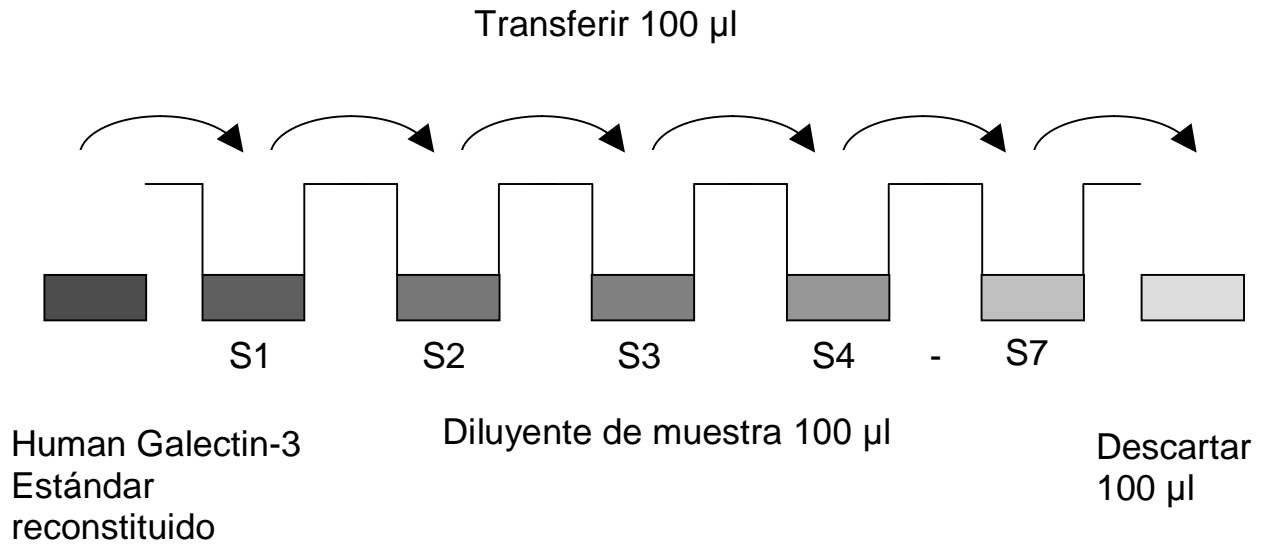 Transferir 100 µl
S1 S2 S3 S4 - S7
Human Galectin-3
Estándar
reconstituido
Diluyente de muestra 100 µl
Descartar
100 µl